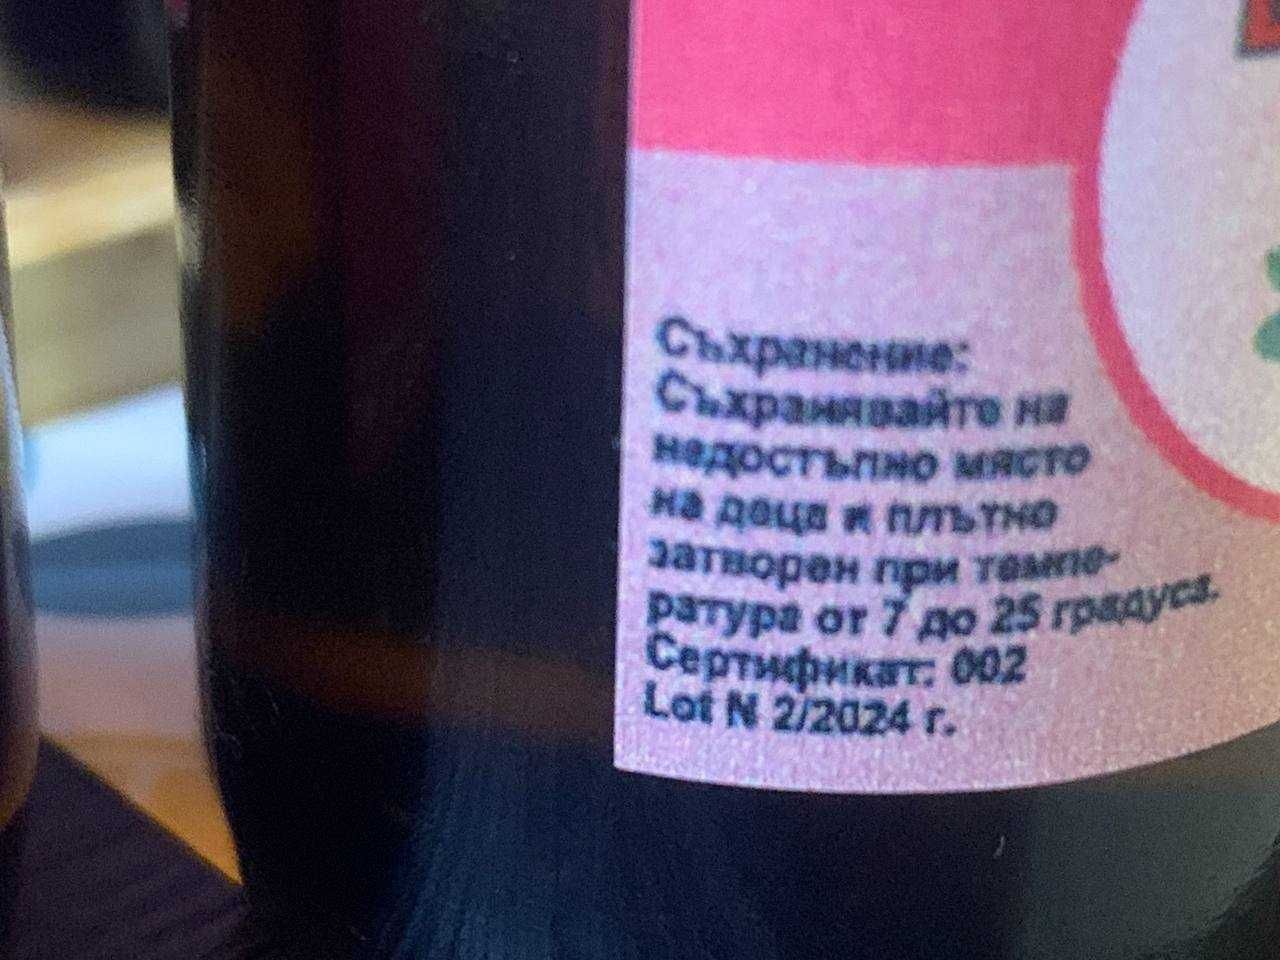 Съхранение:
Съхранявайте на
недостъпно място
на деца и плътно
затворен при темпе-
ратура от 7 до 25 градуса.
Сертификат: 002
Lot N 2/2024 г.